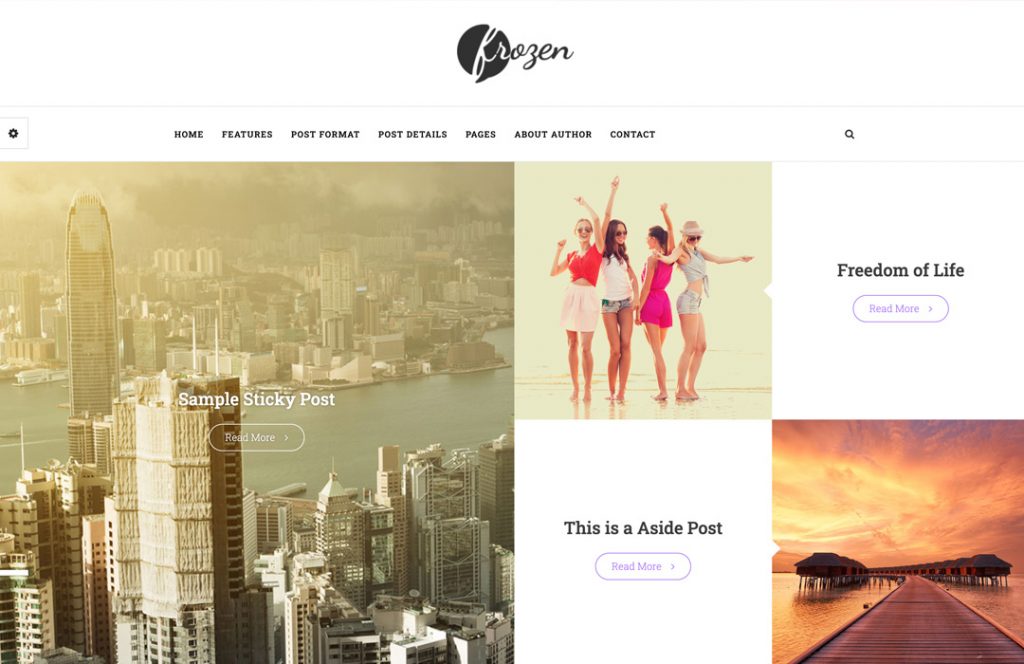 frozen
HOME FEATURES POST FORMAT POST DETAILS PAGES ABOUT AUTHOR CONTACT
Sample Sticky Post
Read More
Freedom of Life
Read More
This is a Aside Post
Read More